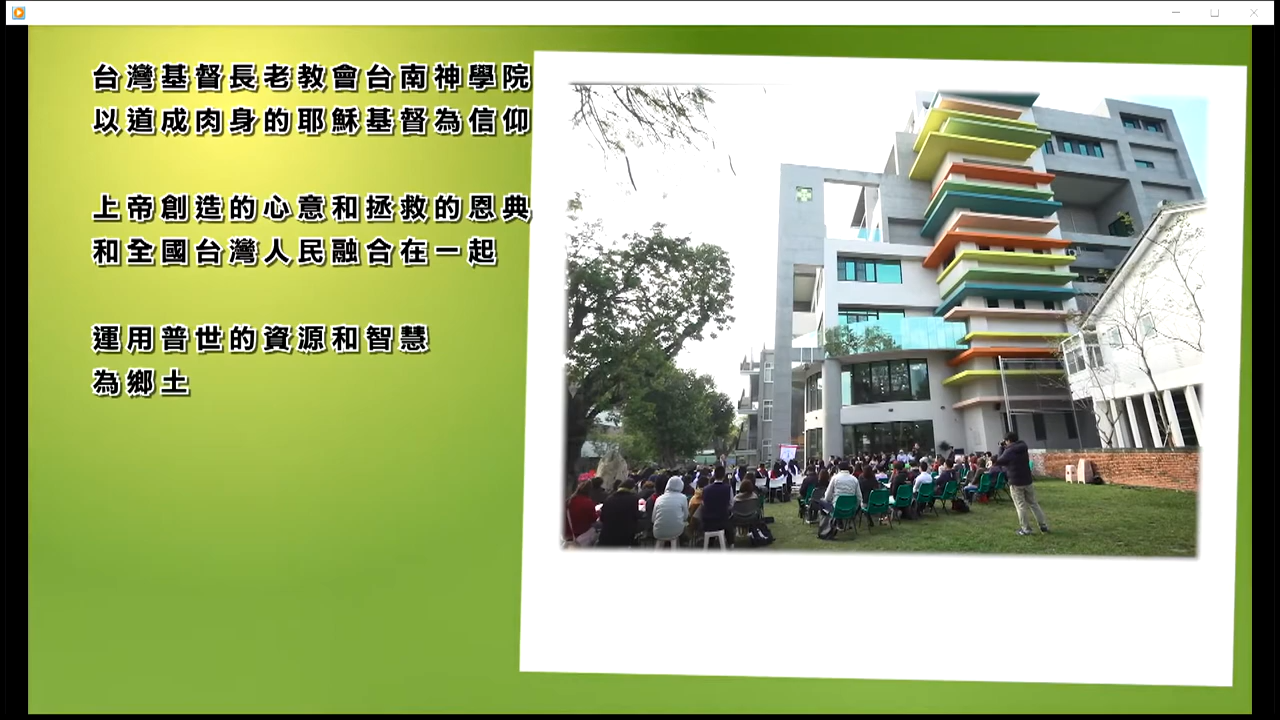 台灣基督長老教會台南神學院
以道成肉身的耶穌基督為信仰
上帝創造的心意和拯救的恩典
和全國台灣人民融合在一起
運用普世的資源和智慧
為鄉土